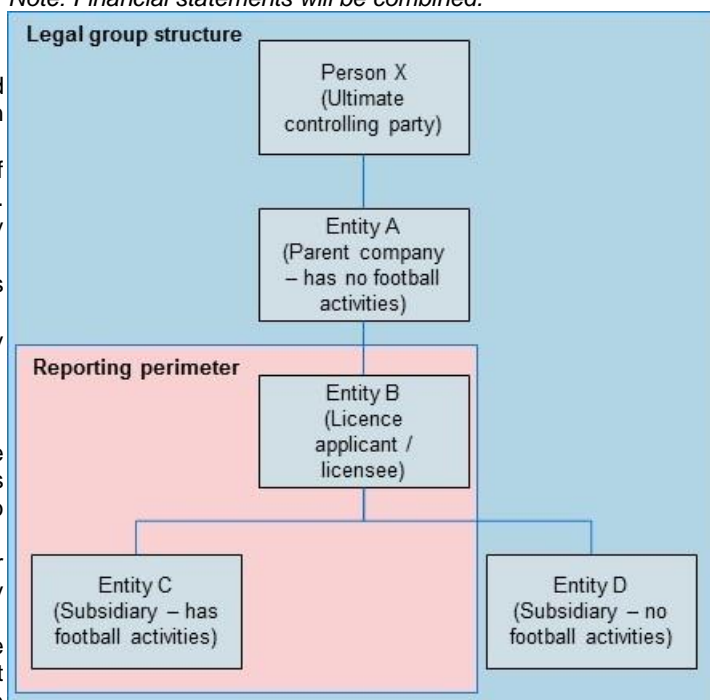 Note: Financial statements will be combined.
Legal group structure
Person X
(Ultimate
controlling party)
Entity A
(Parent company
– has no football
activities)
Reporting perimeter
Entity B
(Licence
applicant /
licensee)
Entity C
(Subsidiary – has
football activities)
Entity D
(Subsidiary – no
football activities)